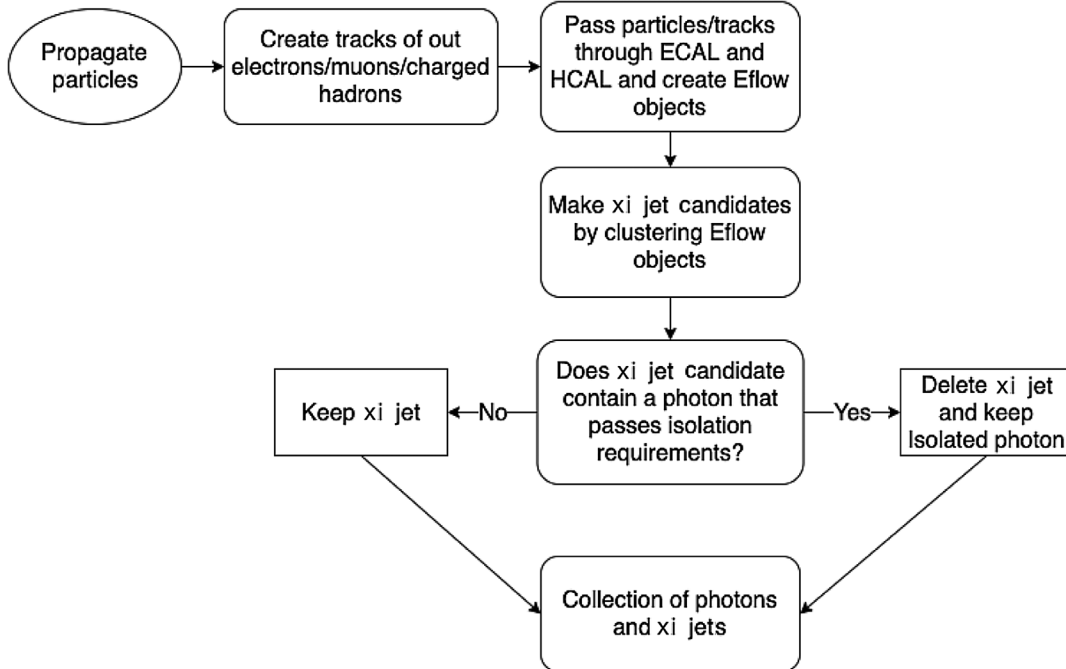 Propagate
particles
Create tracks of out
electrons/muons/charged
hadrons
Pass particles/tracks
through ECAL and
HCAL and create Eflow
objects
Make xi jet candidates
by clustering Eflow
objects
Does xi jet candidate
contain a photon that
passes isolation
requirements?
No
Keep xi jet
Yes
Delete xi jet
and keep
Isolated photon
Collection of photons
and xi jets